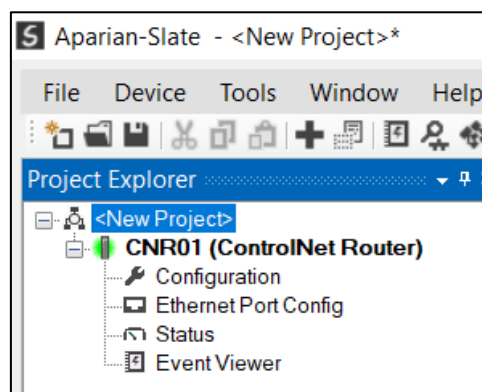 S Aparian-Slate - <New Project>*
File Device Tools Window Help
Project Explorer
<New Project>
CNR01 (ControlNet Router)
Configuration
Ethernet Port Config
Status
Event Viewer